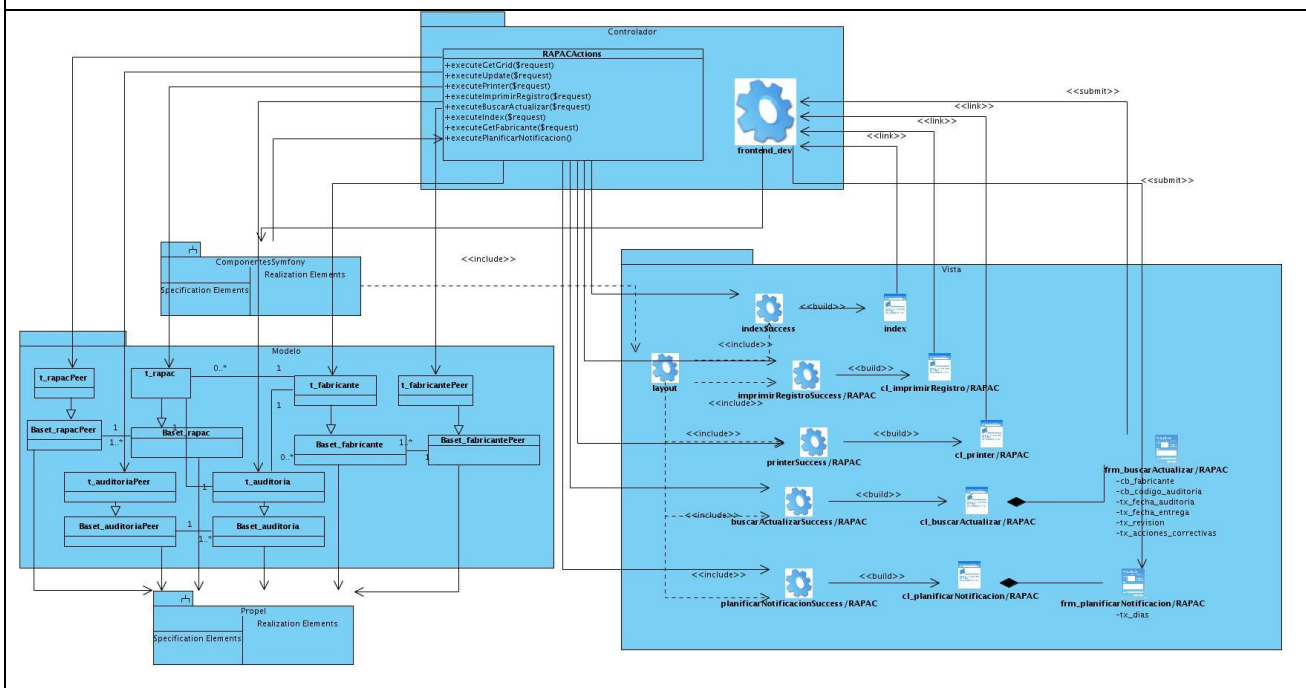 Controlador
RAPACActions
+executeGetGrid($request)
+executeUpdate($request)
+executePrinter($request)
+executeImprimirRegistro($request)
+executeBuscarActualizar($request)
+executeIndex($request)
+executeGetFabricante($request)
+executePlanificarNotificacion()
frontend_dev
<<submit>>
<<link>>
<<link>>
<<link>>
<<submit>>
ComponentesSymfony
Specification Elements
Realization Elements
<<include>>
Modelo
t_rapacPeer
t_rapac
0..*
1
t_fabricante
t_fabricantePeer
1
Baset_rapacPeer
1
1..*
Baset_rapac
1
Baset_fabricante
1..*
1
Baset_fabricantePeer
0..*
t_auditoriaPeer
1
t_auditoria
Baset_auditoriaPeer
1
1..*
Baset_auditoria
Propel
Specification Elements
Realization Elements
Vista
indexSuccess
<<build>>
index
<<include>>
layout
imprimirRegistroSuccess/RAPAC
<<build>>
cl_imprimirRegistro/RAPAC
<<include>>
<<include>>
printerSuccess/RAPAC
<<build>>
cl_printer/RAPAC
frm_buscarActualizar/RAPAC
-cb_fabricante
-cb_codigo_auditoria
-tx_fecha_auditoria
-tx_fecha_entrega
-tx_revision
-tx_acciones_correctivas
<<include>>
buscarActualizarSuccess/RAPAC
<<build>>
cl_buscarActualizar/RAPAC
<<include>>
planificarNotificacionSuccess/RAPAC
<<build>>
cl_planificarNotificacion/RAPAC
frm_planificarNotificacion/RAPAC
-tx_dias